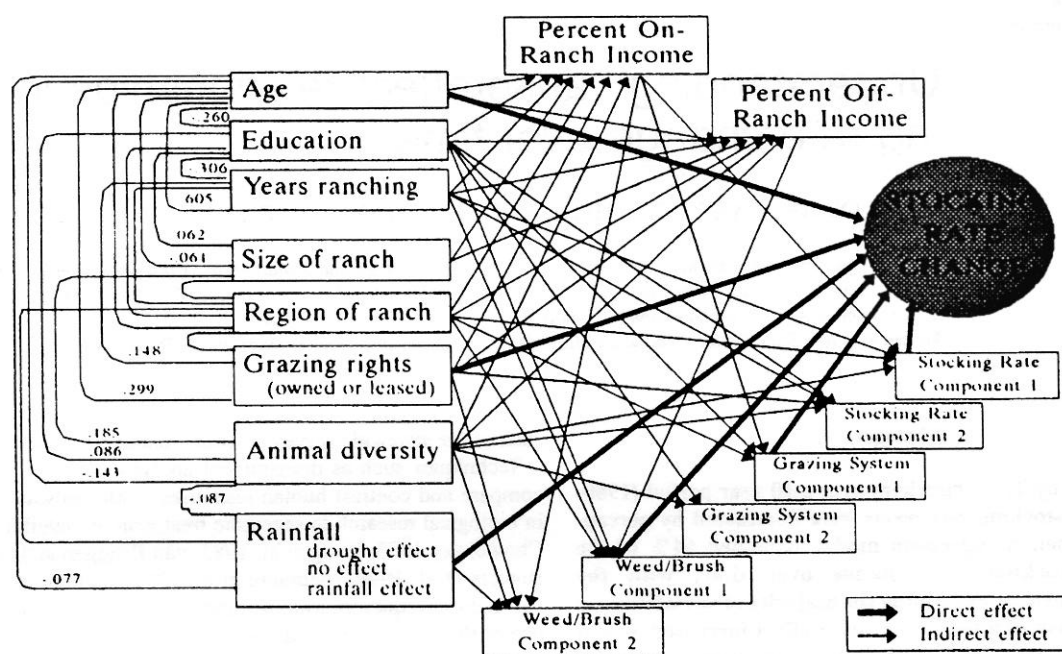 Percent On-
Ranch Income
Percent Off-
Ranch Income
Age
-.260
Education
-.306
Years ranching
.605
.062
-.061
Size of ranch
Region of ranch
.148
Grazing rights
(owned or leased)
.299
.185
.086
-.143
Animal diversity
-.087
Rainfall
drought effect
no effect
rainfall effect
-.077
STOCKING
RATE
CHANGE
Stocking Rate
Component 1
Stocking Rate
Component 2
Grazing System
Component 1
Grazing System
Component 2
Weed/Brush
Component 1
Weed/Brush
Component 2
Direct effect
Indirect effect